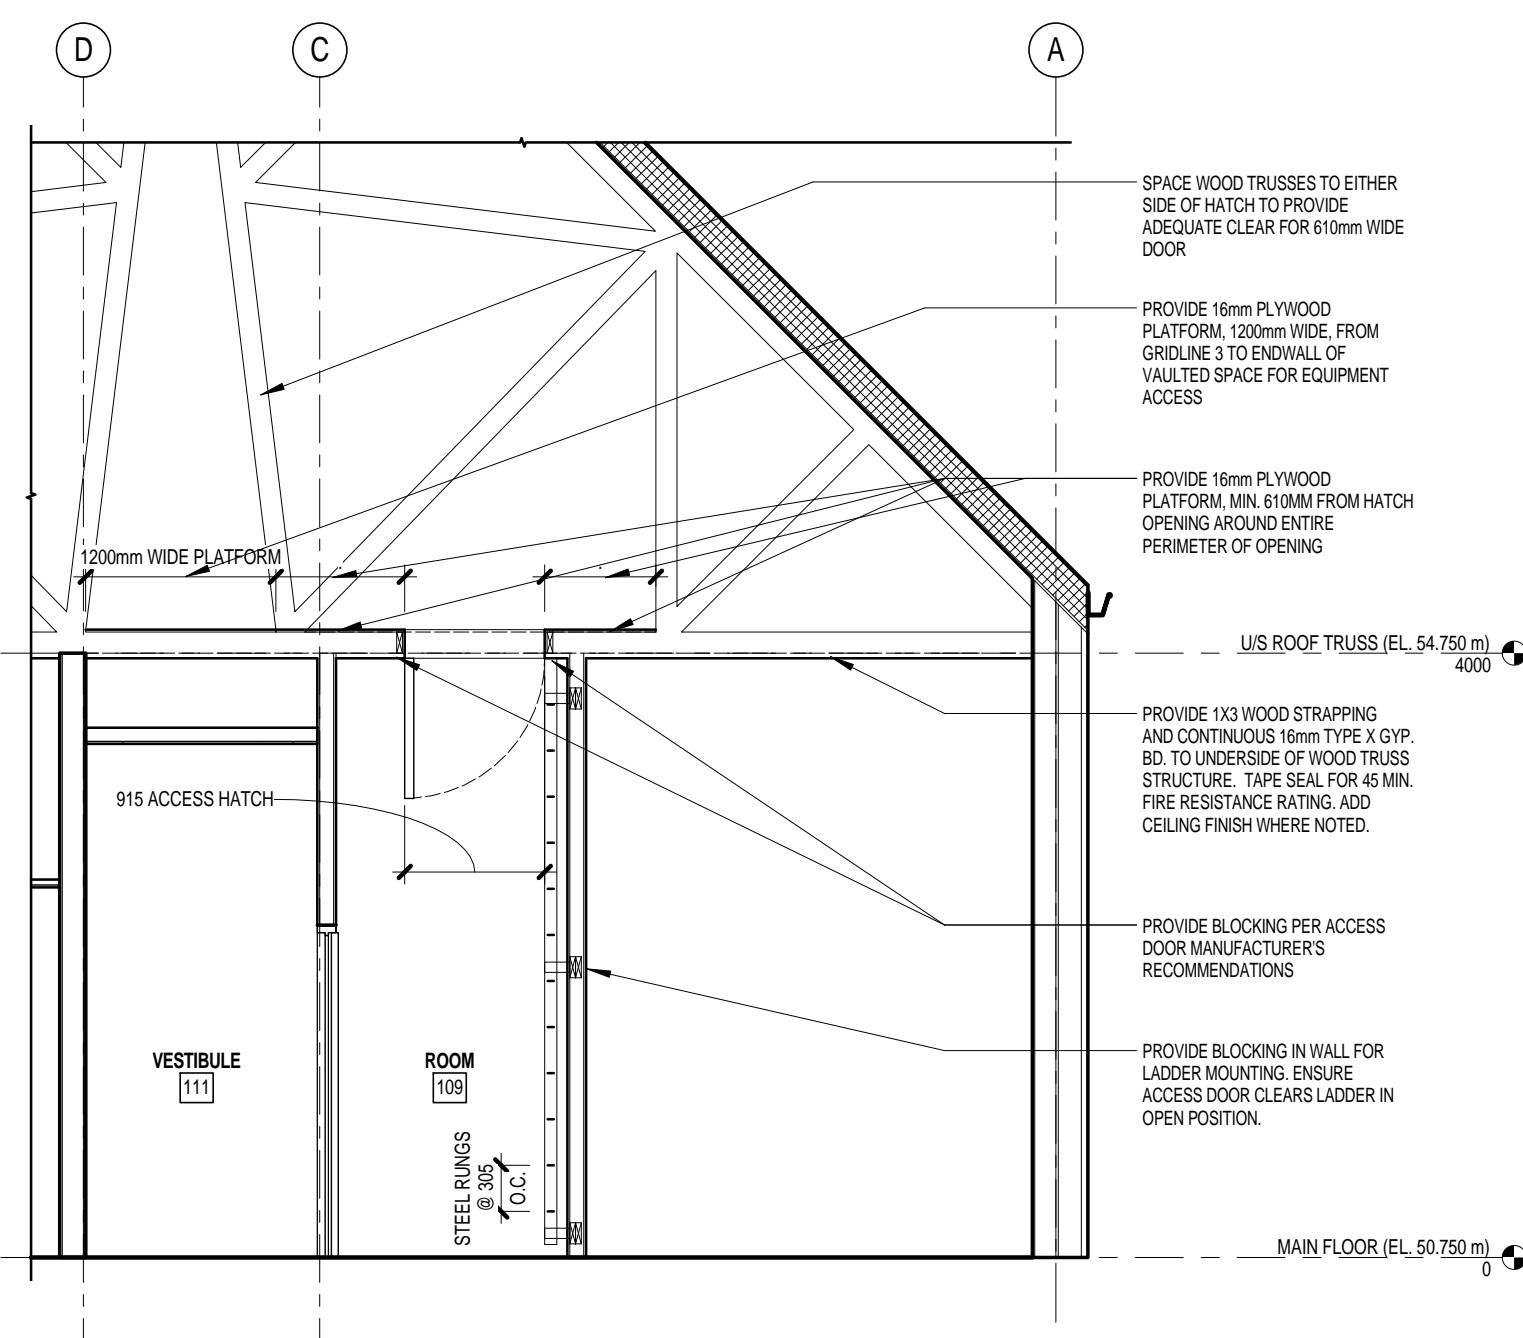 D
C
A
SPACE WOOD TRUSSES TO EITHER
SIDE OF HATCH TO PROVIDE
ADEQUATE CLEAR FOR 610mm WIDE
DOOR
PROVIDE 16mm PLYWOOD
PLATFORM, 1200mm WIDE, FROM
GRIDLINE 3 TO ENDWALL OF
VAULTED SPACE FOR EQUIPMENT
ACCESS
PROVIDE 16mm PLYWOOD
PLATFORM, MIN. 610MM FROM HATCH
OPENING AROUND ENTIRE
PERIMETER OF OPENING
1200mm WIDE PLATFORM
U/S ROOF TRUSS (EL. 54.750 m)
4000
PROVIDE 1X3 WOOD STRAPPING
AND CONTINUOUS 16mm TYPE X GYP.
BD. TO UNDERSIDE OF WOOD TRUSS
STRUCTURE. TAPE SEAL FOR 45 MIN.
FIRE RESISTANCE RATING. ADD
CEILING FINISH WHERE NOTED.
915 ACCESS HATCH
PROVIDE BLOCKING PER ACCESS
DOOR MANUFACTURER'S
RECOMMENDATIONS
PROVIDE BLOCKING IN WALL FOR
LADDER MOUNTING. ENSURE
ACCESS DOOR CLEARS LADDER IN
OPEN POSITION.
VESTIBULE
111
ROOM
109
STEEL RUNGS
@ 305
O.C.
MAIN FLOOR (EL. 50.750 m)
0